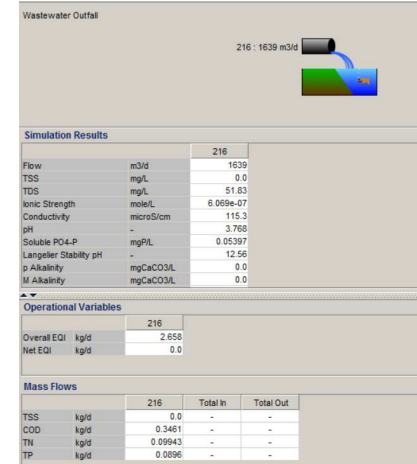 Wastewater Outfall
216 : 1639 m3/d
Simulation Results
216
Flow m3/d 1639
TSS mg/L 0.0
TDS mg/L 51.83
Ionic Strength mole/L 6.069e-07
Conductivity microS/cm 115.3
pH - 3.768
Soluble PO4-P mgP/L 0.05397
Langelier Stability pH - 12.56
p Alkalinity mgCaCO3/L 0.0
M Alkalinity mgCaCO3/L 0.0
Operational Variables
216
Overall EQI kg/d 2.658
Net EQI kg/d 0.0
Mass Flows
216 Total In Total Out
TSS kg/d 0.0 - -
COD kg/d 0.3461 - -
TN kg/d 0.09943 - -
TP kg/d 0.0896 - -